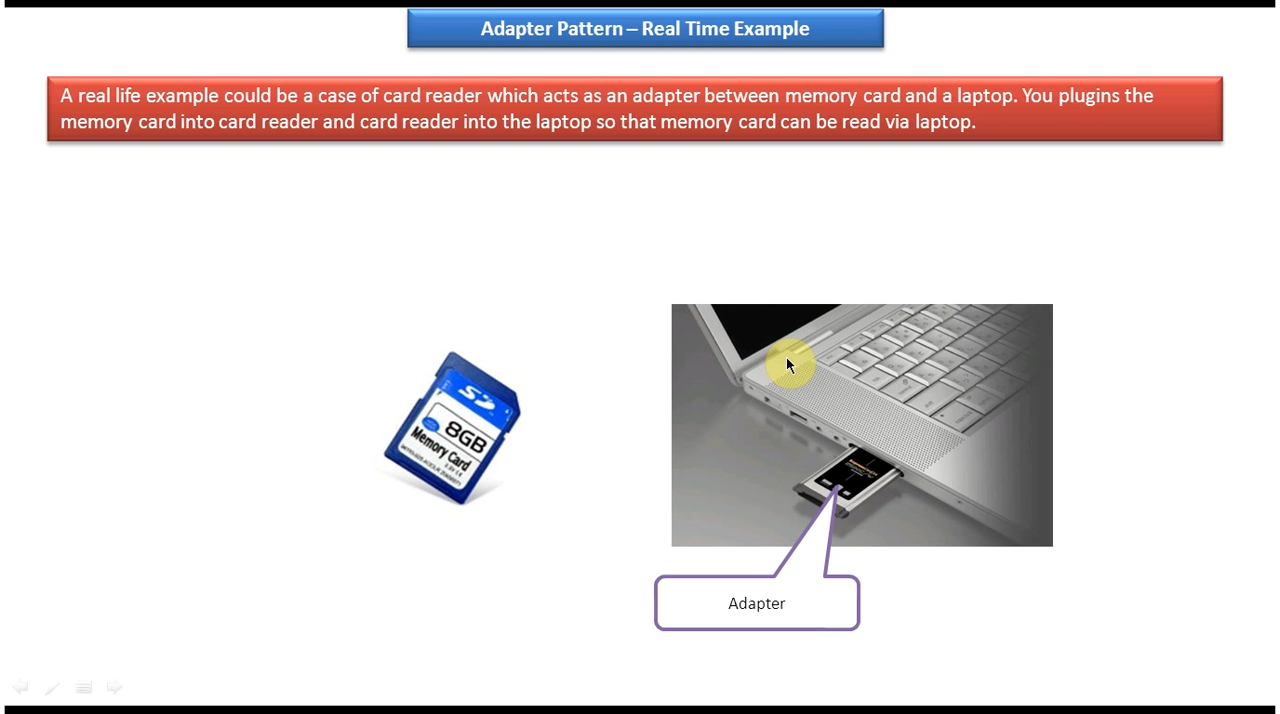 Adapter Pattern – Real Time Example
A real life example could be a case of card reader which acts as an adapter between memory card and a laptop. You plugins the
memory card into card reader and card reader into the laptop so that memory card can be read via laptop.
SD
8GB
Memory Card
Adapter